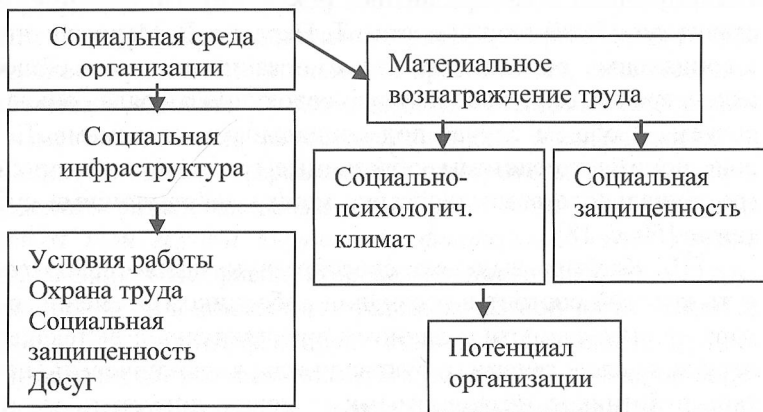 Социальная среда
организации
Материальное
вознаграждение труда
Социальная
инфраструктура
Социально-
психологич.
климат
Социальная
защищенность
Условия работы
Охрана труда
Социальная
защищенность
Досуг
Потенциал
организации